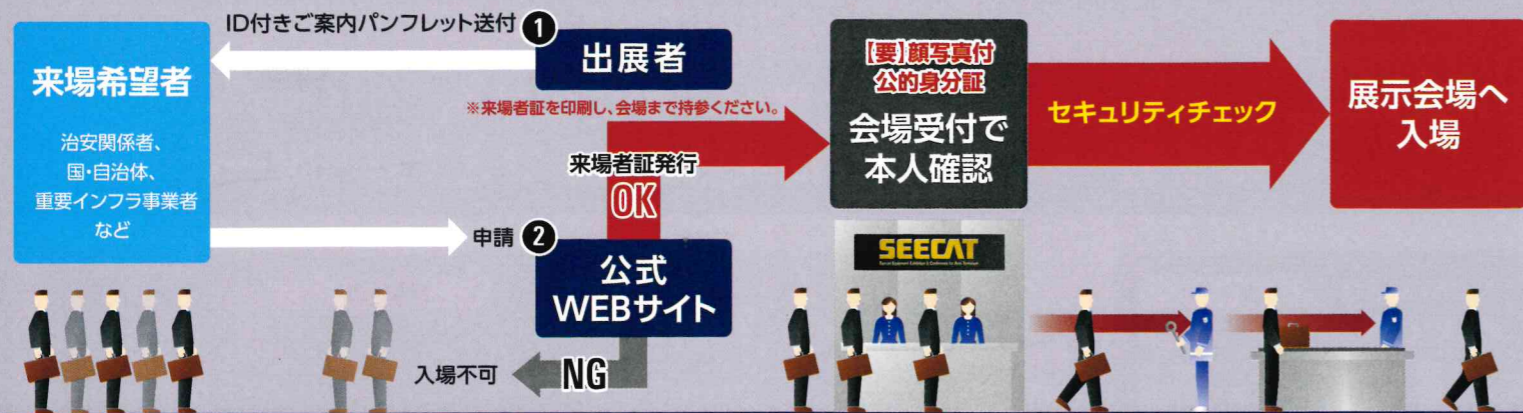 ID付きご案内パンフレット送付
❶
出展者
来場希望者
治安関係者、
国・自治体、
重要インフラ事業者
など
※来場者証を印刷し、会場まで持参ください。
来場者証発行
OK
申請
❷
公式
WEBサイト
入場不可
NG
【要】顔写真付
公的身分証
会場受付で
本人確認
SEECAT
セキュリティチェック
展示会場へ
入場